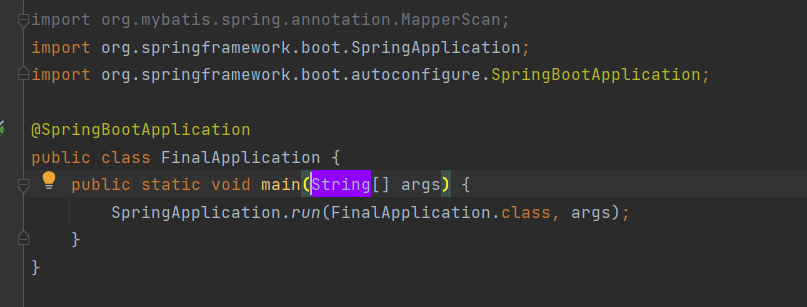 import org.mybatis.spring.annotation.MapperScan;
import org.springframework.boot.SpringApplication;
import org.springframework.boot.autoconfigure.SpringBootApplication;
@SpringBootApplication
public class FinalApplication {
public static void main(String[] args) {
SpringApplication.run(FinalApplication.class, args);
}
}